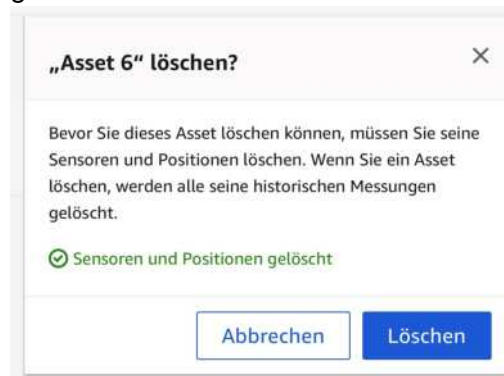 „Asset 6“ löschen?
Bevor Sie dieses Asset löschen können, müssen Sie seine
Sensoren und Positionen löschen. Wenn Sie ein Asset
löschen, werden alle seine historischen Messungen
gelöscht.
Sensoren und Positionen gelöscht
Abbrechen Löschen